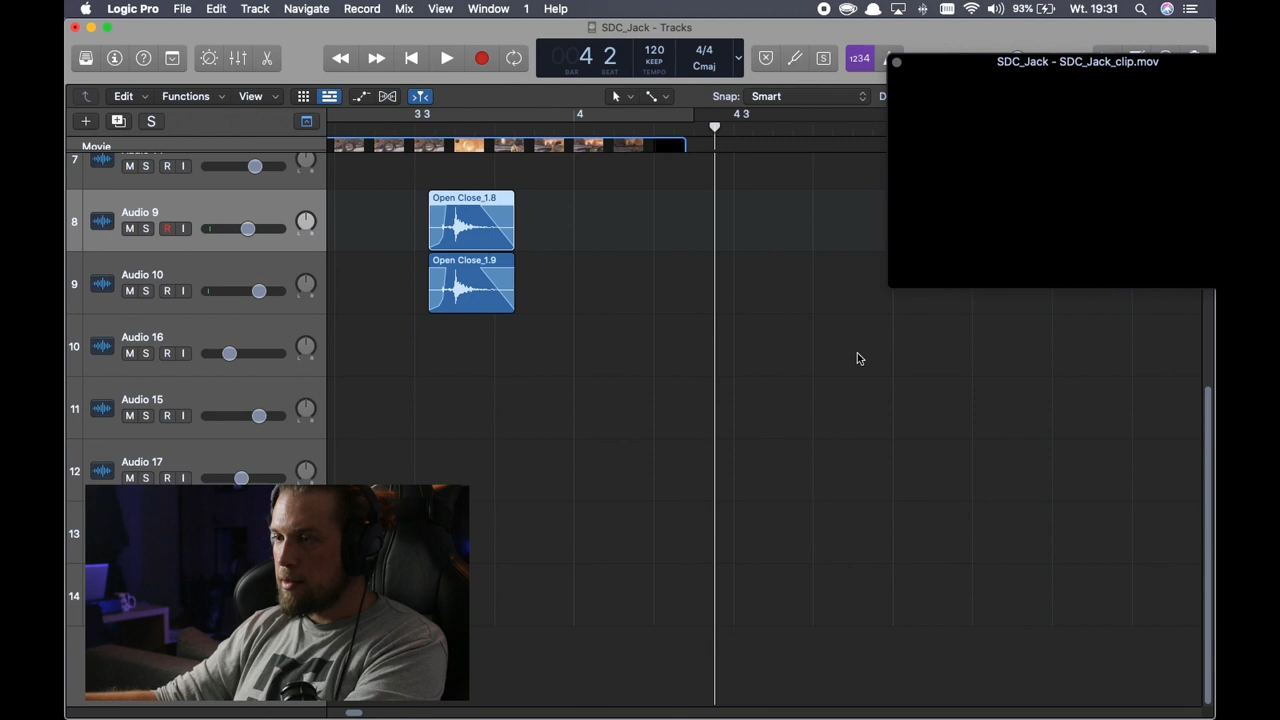 Logic Pro File Edit Track Navigate Record Mix View Window 1 Help 93% Wt. 19:31
SDC_Jack - Tracks
4 2 120 4/4
KEEP Cmaj
BAR BEAT TEMPO
1234
SDC_Jack - SDC_Jack_clip.mov
Edit Functions View Snap: Smart
+ S 3 3 4 4 3
Movie
7 M S R I
Audio 9
8 M S R I
Open Close_1.8
Audio 10
9 M S R I
Open Close_1.9
Audio 16
10 M S R I
Audio 15
11 M S R I
Audio 17
12 M S R I
13
14